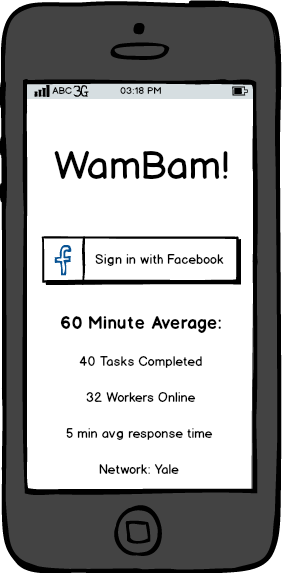 ABC 3G 03:18 PM
WamBam!
f Sign in with Facebook
60 Minute Average:
40 Tasks Completed
32 Workers Online
5 min avg response time
Network: Yale